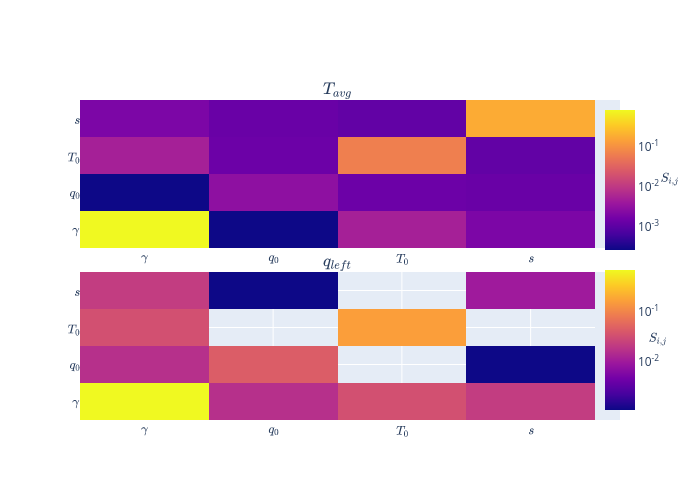 T_avg
s
T_0
q_0
γ
γ q_0 T_0 s
10^-1
10^-2
10^-3
S_i,j
q_left
s
T_0
q_0
γ
γ q_0 T_0 s
10^-1
10^-2
S_i,j